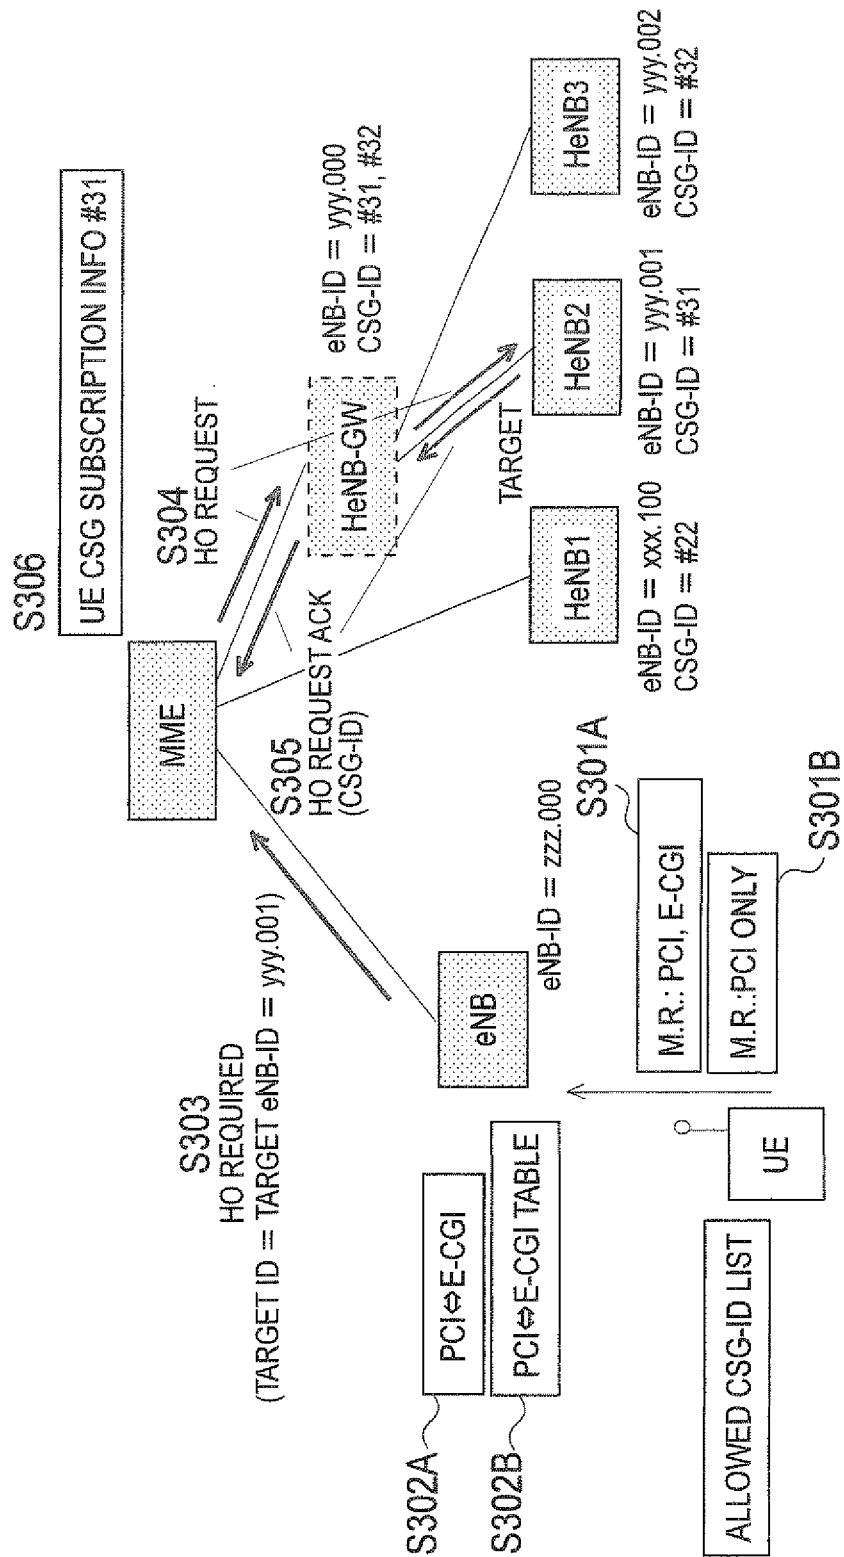 S306
UE CSG SUBSCRIPTION INFO #31
MME
S303
HO REQUIRED
(TARGET ID = TARGET eNB-ID = yyy.001)
S304
HO REQUEST
S305
HO REQUEST ACK
(CSG-ID)
HeNB-GW
eNB-ID = yyy.000
CSG-ID = #31, #32
TARGET
S302A
PCI⇔E-CGI
S302B
PCI⇔E-CGI TABLE
eNB
eNB-ID = zzz.000
HeNB1
eNB-ID = xxx.100
CSG-ID = #22
HeNB2
eNB-ID = yyy.001
CSG-ID = #31
HeNB3
eNB-ID = yyy.002
CSG-ID = #32
S301A
M.R.: PCI, E-CGI
M.R.:PCI ONLY
S301B
UE
ALLOWED CSG-ID LIST